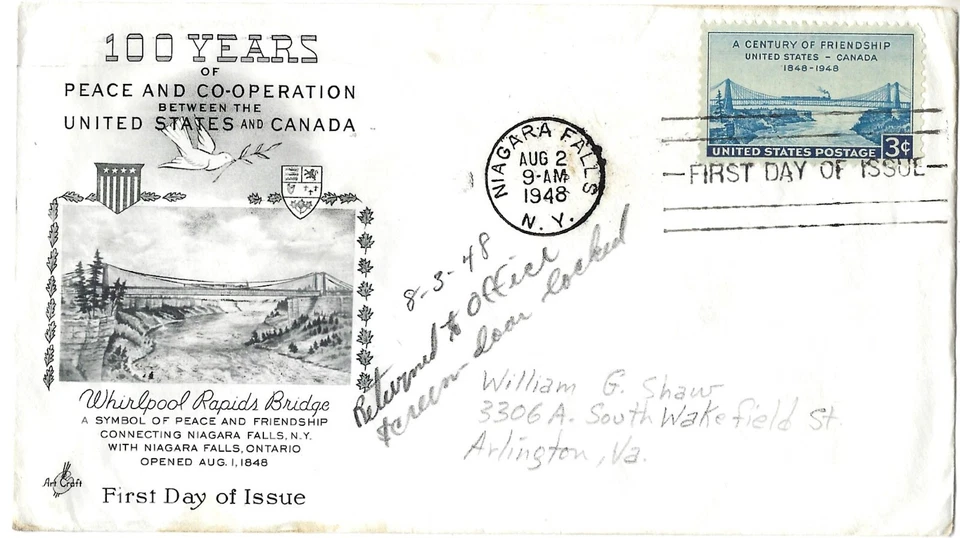 100 YEARS
OF
PEACE AND CO-OPERATION
BETWEEN THE
UNITED STATES AND CANADA
Whirlpool Rapids Bridge
A SYMBOL OF PEACE AND FRIENDSHIP
CONNECTING NIAGARA FALLS, N.Y.
WITH NIAGARA FALLS, ONTARIO
OPENED AUG. 1, 1848
Art Craft
First Day of Issue
NIAGARA FALLS
AUG 2
9-AM
1948
N. Y.
A CENTURY OF FRIENDSHIP
UNITED STATES - CANADA
1848-1948
UNITED STATES POSTAGE 3¢
FIRST DAY OF ISSUE
8-3-48
Returned to Office
screen door locked
William G. Shaw
3306 A. South Wakefield St.
Arlington, Va.